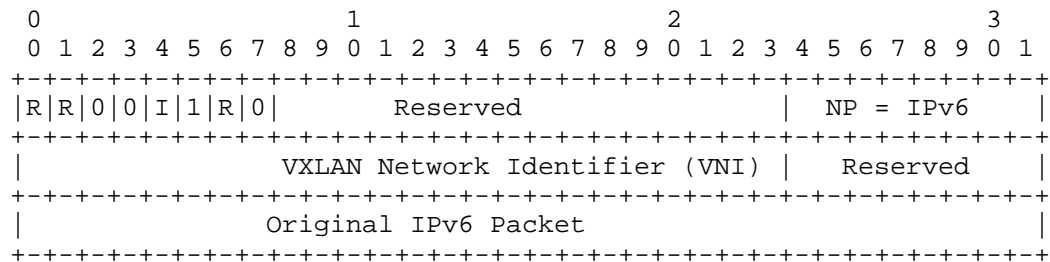 0                   1                   2                   3
 0 1 2 3 4 5 6 7 8 9 0 1 2 3 4 5 6 7 8 9 0 1 2 3 4 5 6 7 8 9 0 1
+-+-+-+-+-+-+-+-+-+-+-+-+-+-+-+-+-+-+-+-+-+-+-+-+-+-+-+-+-+-+-+-+
|R|R|0|0|I|1|R|0|       Reserved                |  NP = IPv6    |
+-+-+-+-+-+-+-+-+-+-+-+-+-+-+-+-+-+-+-+-+-+-+-+-+-+-+-+-+-+-+-+-+
|                VXLAN Network Identifier (VNI) |   Reserved    |
+-+-+-+-+-+-+-+-+-+-+-+-+-+-+-+-+-+-+-+-+-+-+-+-+-+-+-+-+-+-+-+-+
|               Original IPv6 Packet                            |
+-+-+-+-+-+-+-+-+-+-+-+-+-+-+-+-+-+-+-+-+-+-+-+-+-+-+-+-+-+-+-+-+